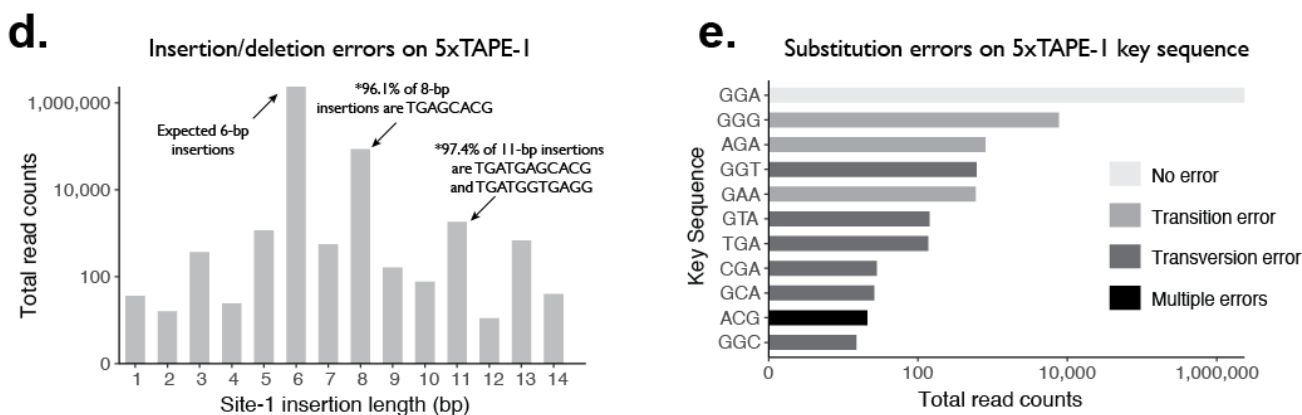 d.
Insertion/deletion errors on 5xTAPE-1
Total read counts
1,000,000
10,000
100
0
Expected 6-bp
insertions
*96.1% of 8-bp
insertions are TGAGCACG
*97.4% of 11-bp insertions
are TGATGAGCACG
and TGATGGTGAGG
1 2 3 4 5 6 7 8 9 10 11 12 13 14
Site-1 insertion length (bp)
e.
Substitution errors on 5xTAPE-1 key sequence
Key Sequence
GGA
GGG
AGA
GGT
GAA
GTA
TGA
CGA
GCA
ACG
GGC
No error
Transition error
Transversion error
Multiple errors
0 100 10,000 1,000,000
Total read counts